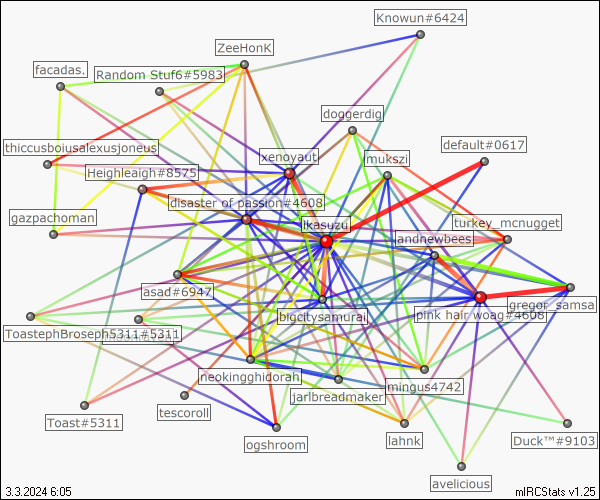 Knowun#6424
ZeeHonK
facadas.
Random Stuf6#5983
doggerdig
default#0617
thiccusboiusalexusjoneus
xenoyaut
mukszi
Heighleaigh#8575
disaster of passion#4608
gazpachoman
ikasuzu
turkey_mcnugget
andnewbees
asad#6947
gregor_samsa
bigcitysamurai
pink hair woag#4608
ToastephBroseph5311#5311
neokingghidorah
mingus4742
jarlbreadmaker
Toast#5311
tescoroll
ogshroom
lahnk
Duck™#9103
avelicious
3.3.2024 6:05
mIRCStats v1.25